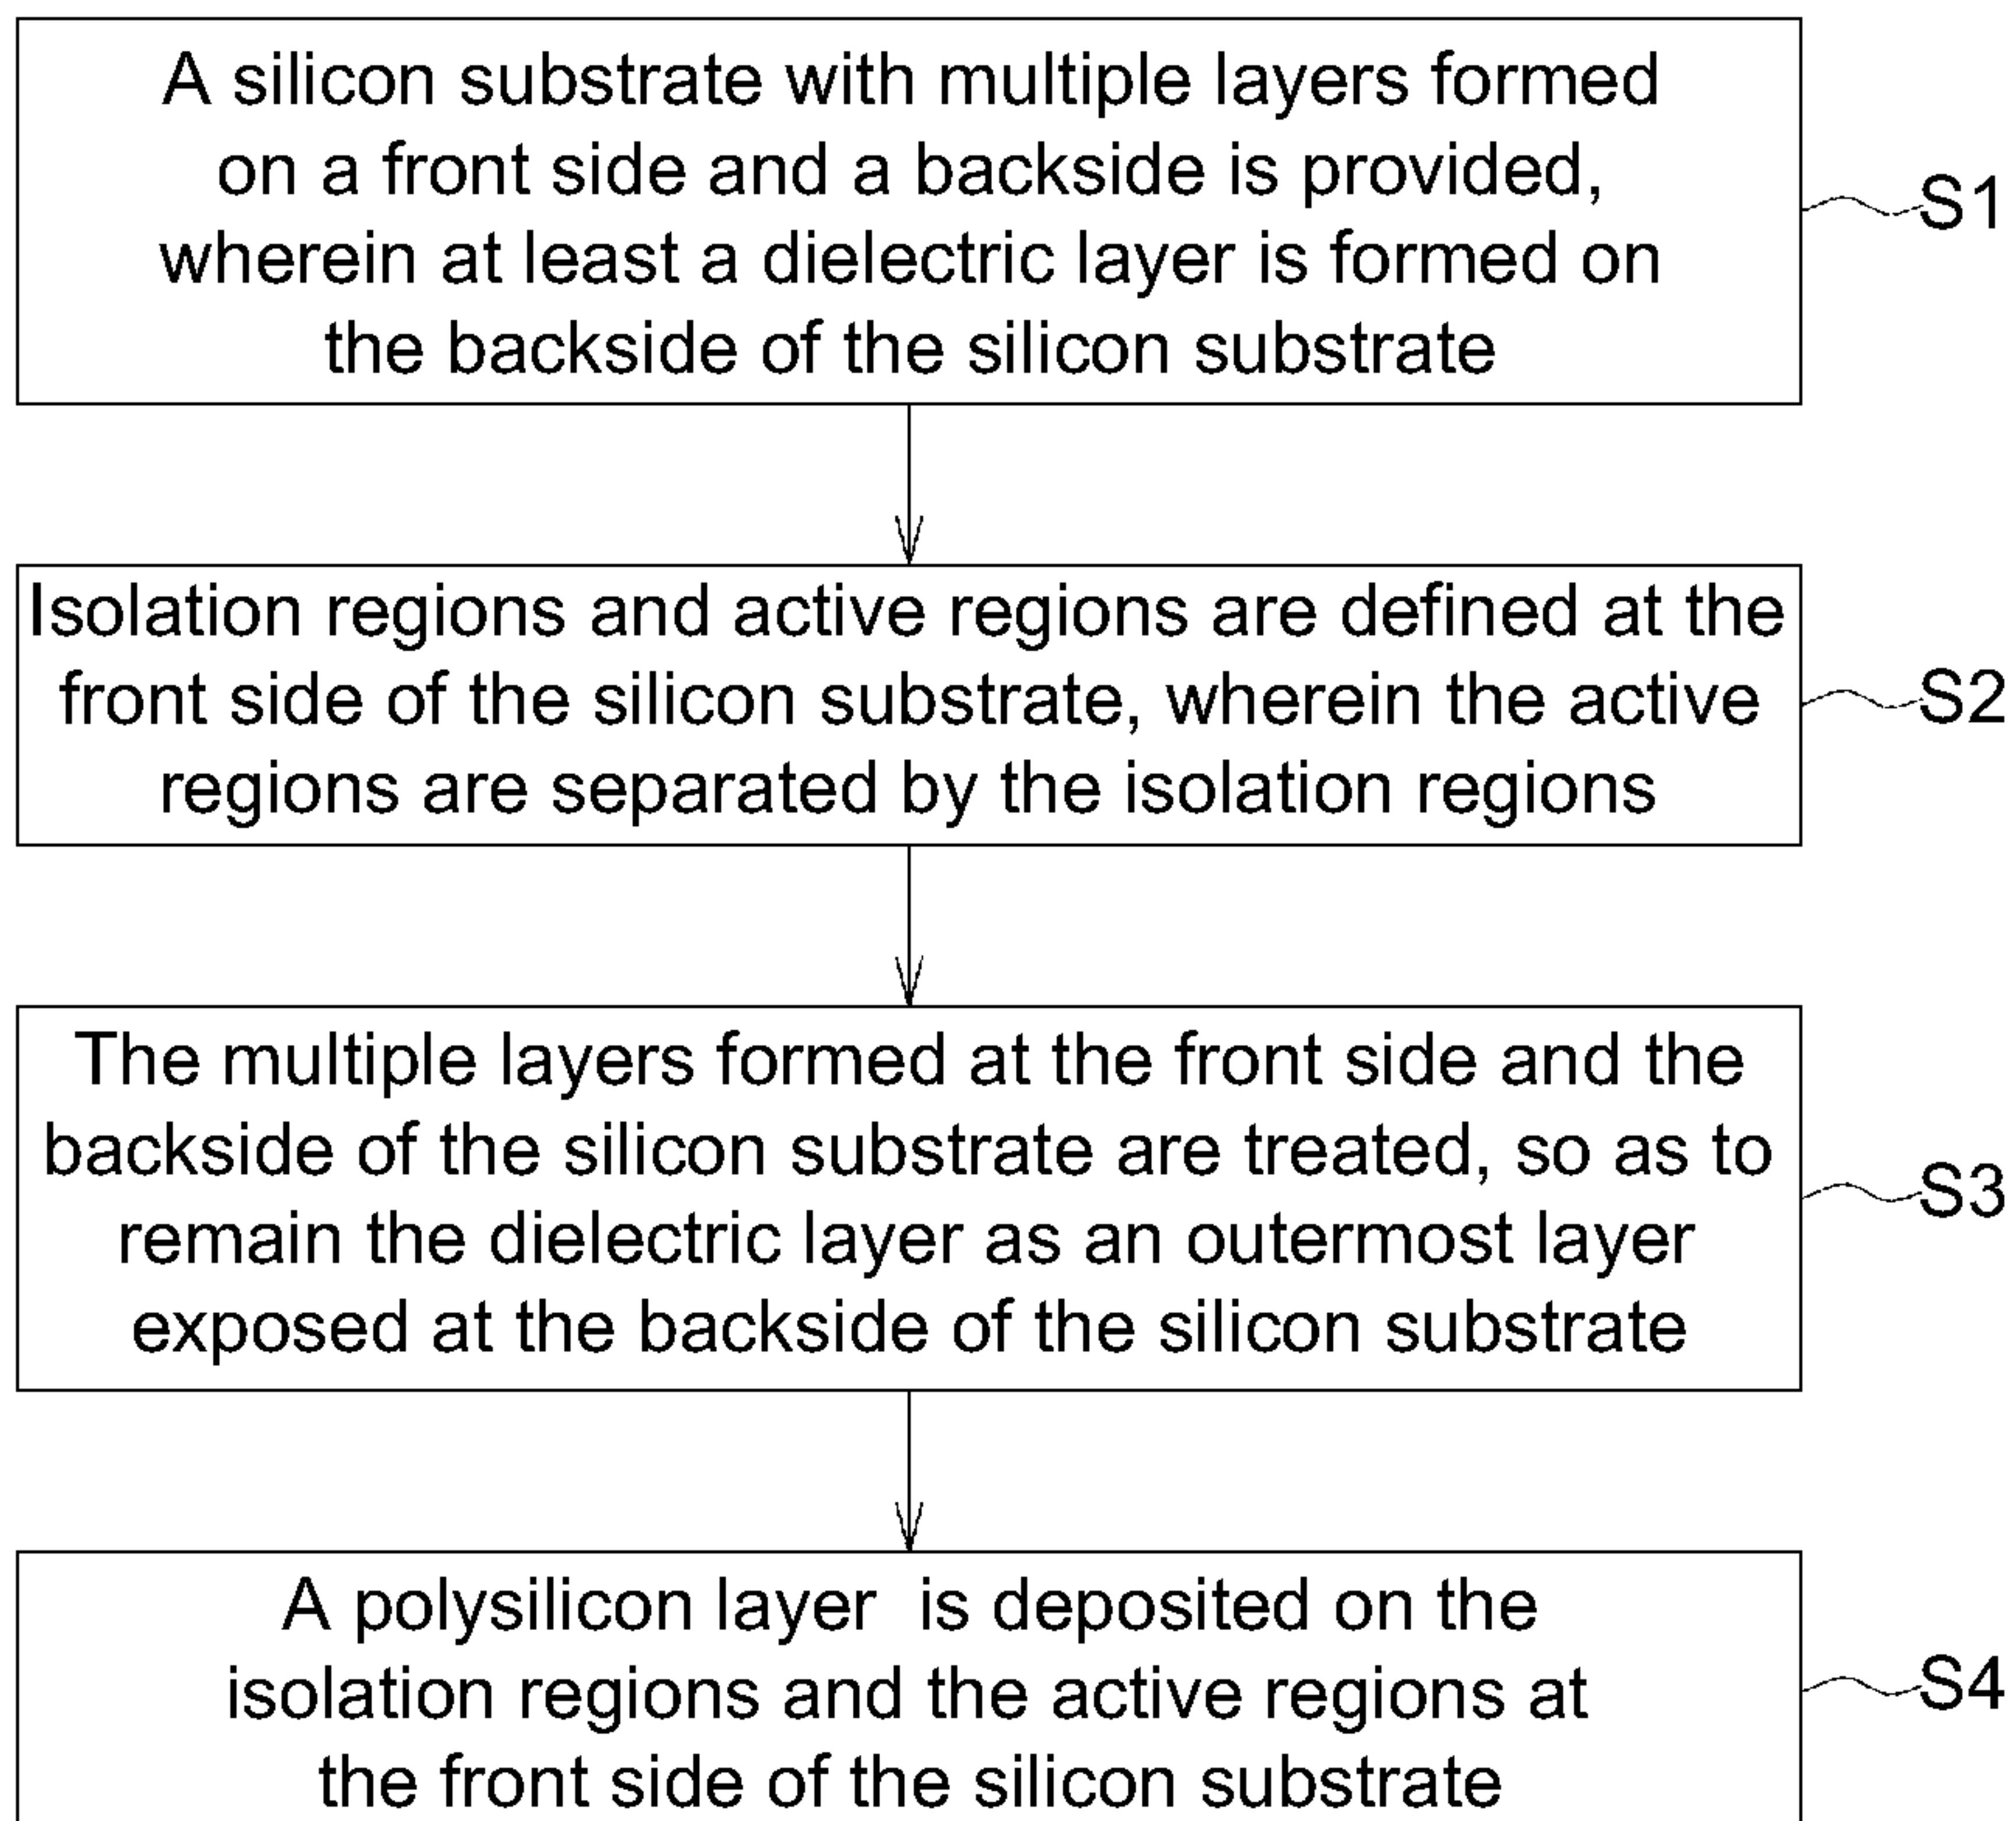 A silicon substrate with multiple layers formed
on a front side and a backside is provided,
wherein at least a dielectric layer is formed on
the backside of the silicon substrate
S1
Isolation regions and active regions are defined at the
front side of the silicon substrate, wherein the active
regions are separated by the isolation regions
S2
The multiple layers formed at the front side and the
backside of the silicon substrate are treated, so as to
remain the dielectric layer as an outermost layer
exposed at the backside of the silicon substrate
S3
A polysilicon layer is deposited on the
isolation regions and the active regions at
the front side of the silicon substrate
S4